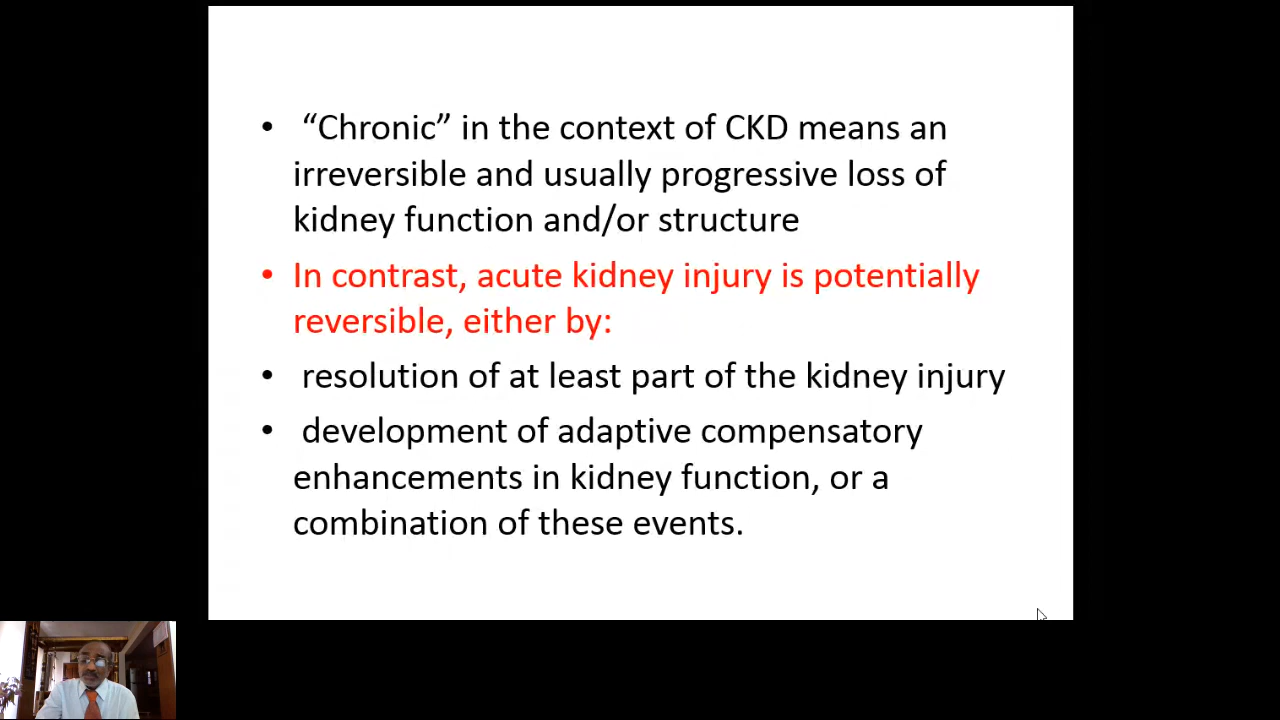 • “Chronic” in the context of CKD means an
irreversible and usually progressive loss of
kidney function and/or structure
• In contrast, acute kidney injury is potentially
reversible, either by:
• resolution of at least part of the kidney injury
• development of adaptive compensatory
enhancements in kidney function, or a
combination of these events.